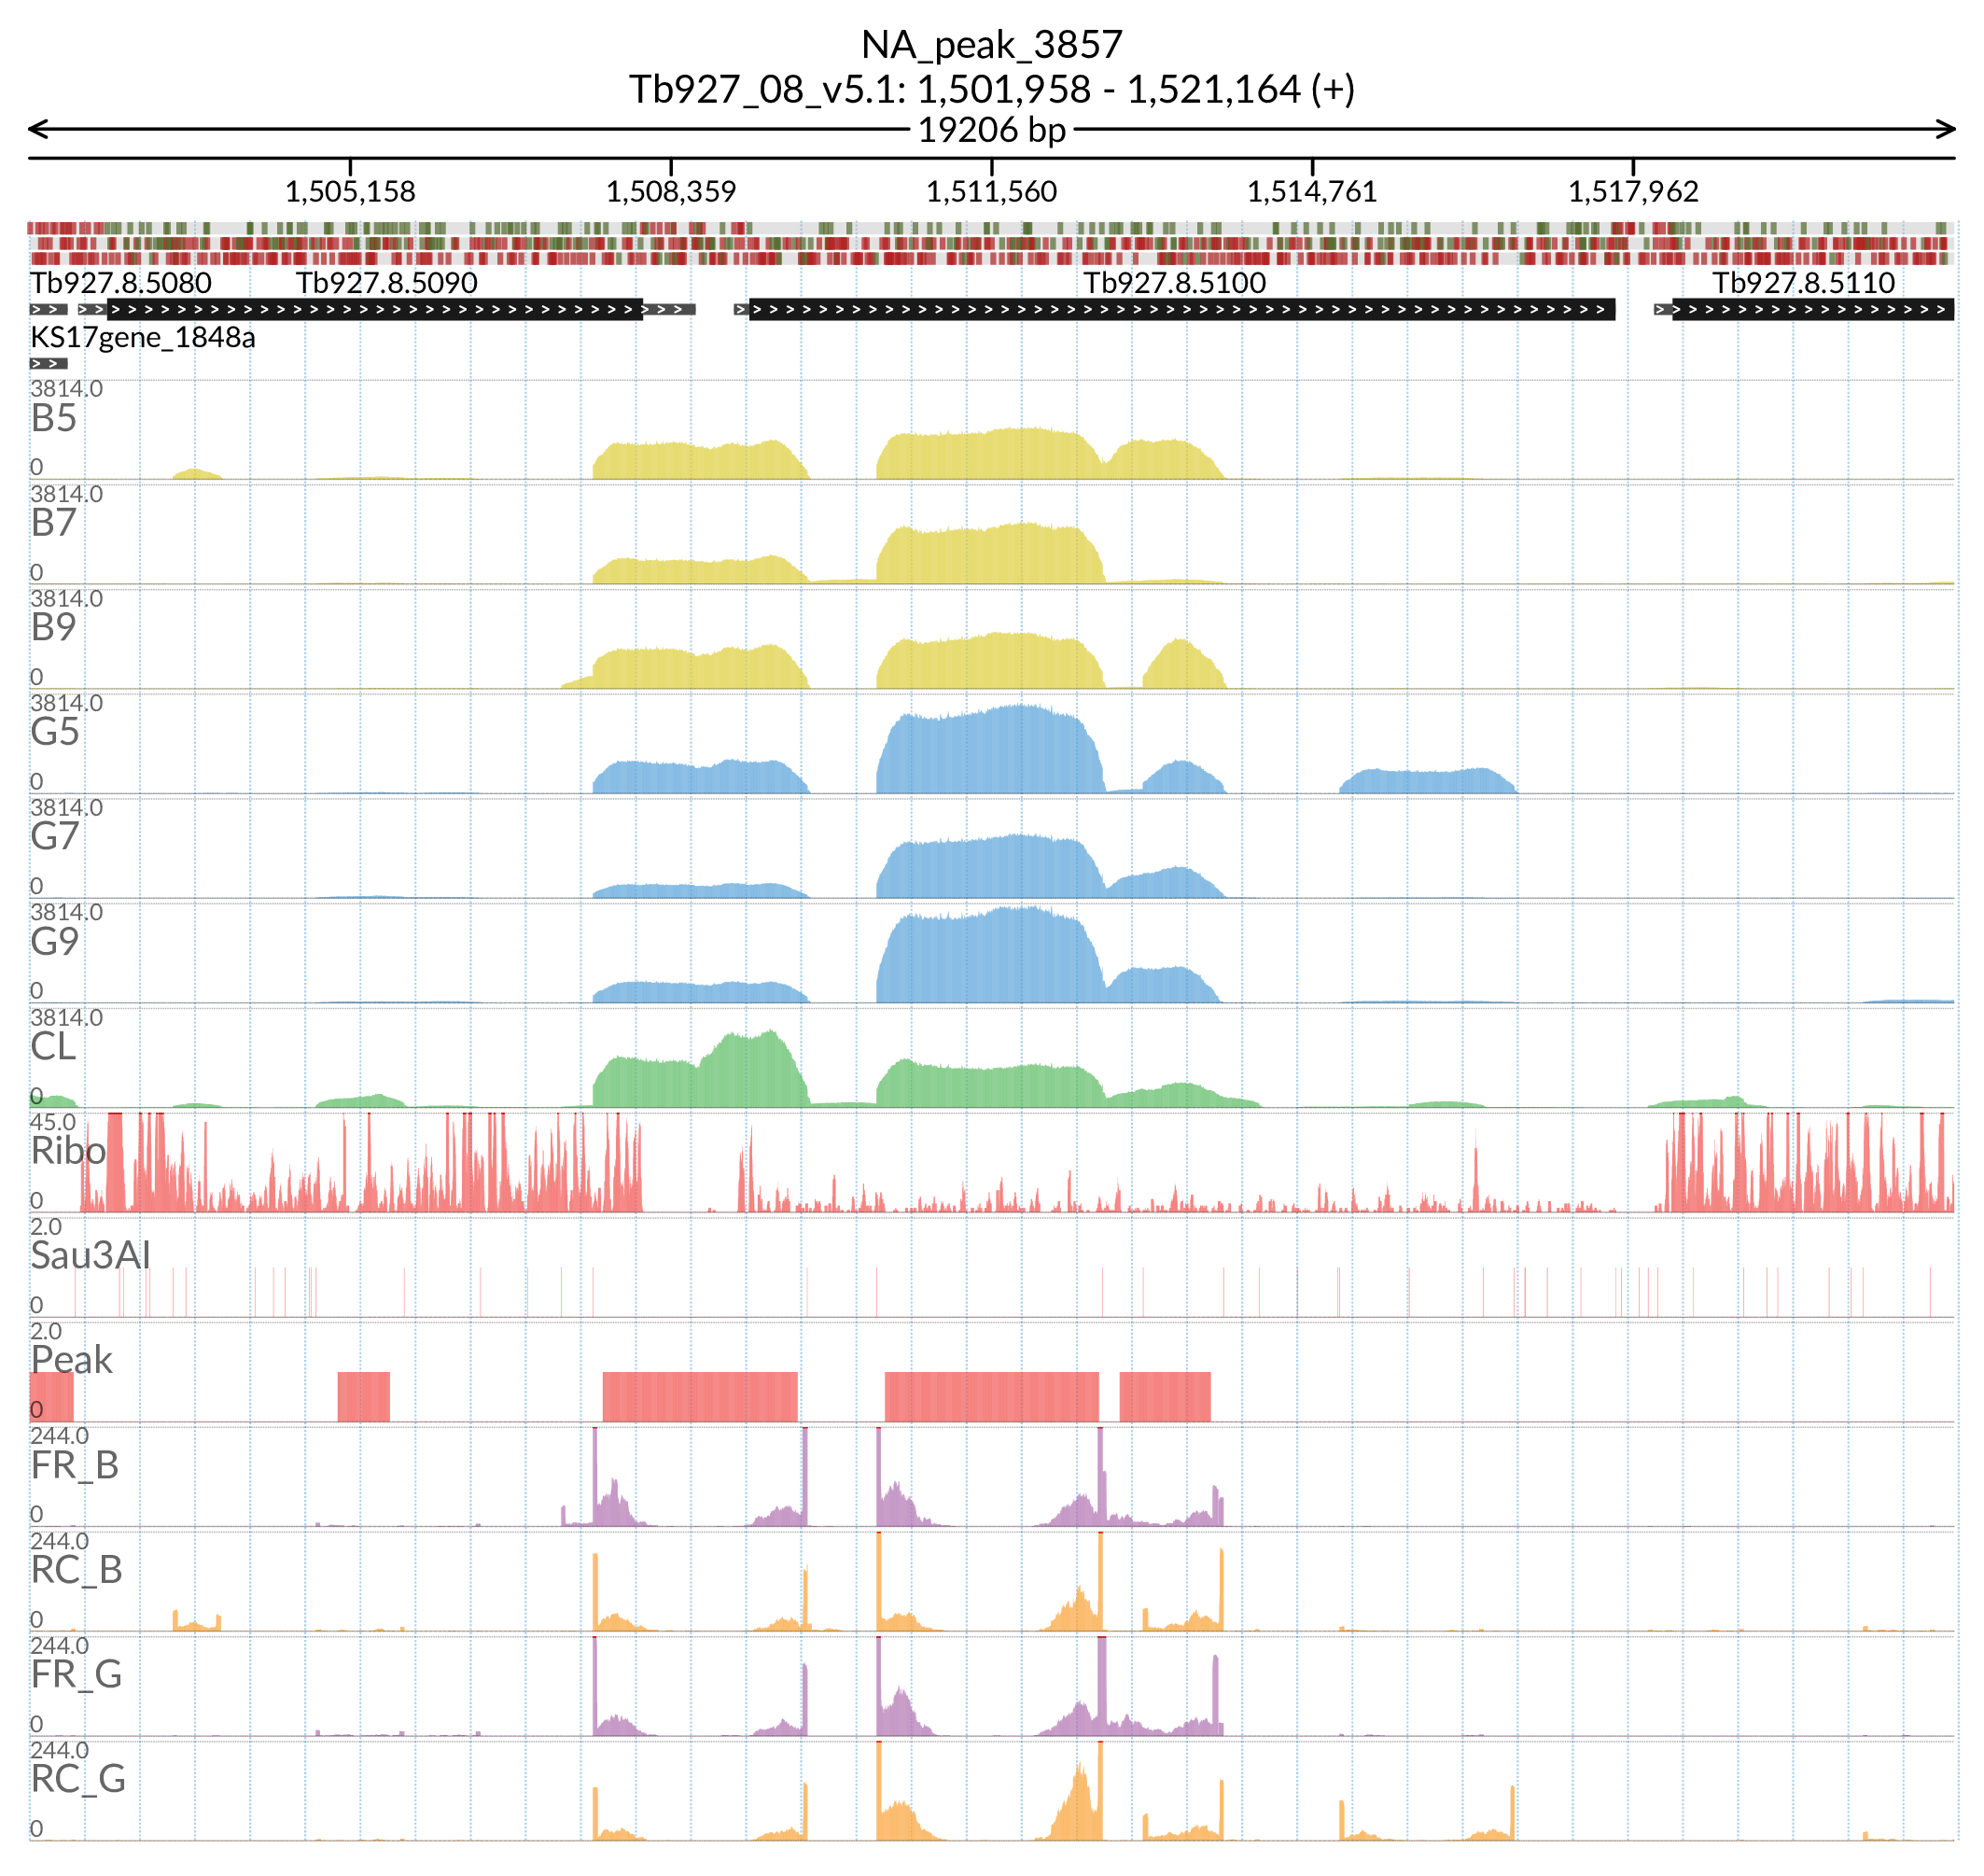 NA_peak_3857
Tb927_08_v5.1: 1,501,958 - 1,521,164 (+)
19206 bp
1,505,158 1,508,359 1,511,560 1,514,761 1,517,962
Tb927.8.5080 Tb927.8.5090 Tb927.8.5100 Tb927.8.5110
KS17gene_1848a
3814.0
B5
0
3814.0
B7
0
3814.0
B9
0
3814.0
G5
0
3814.0
G7
0
3814.0
G9
0
3814.0
CL
0
45.0
Ribo
0
2.0
Sau3AI
0
2.0
Peak
0
244.0
FR_B
0
244.0
RC_B
0
244.0
FR_G
0
244.0
RC_G
0